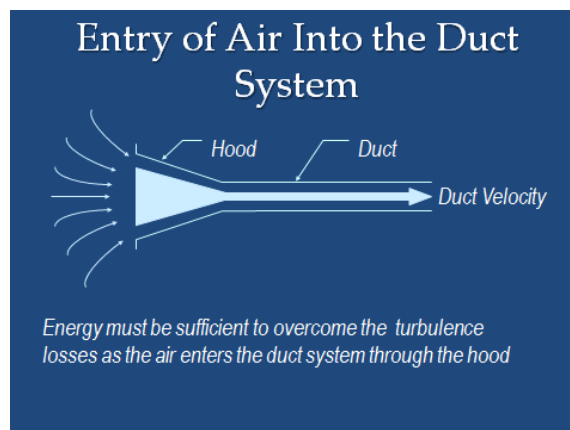 Entry of Air Into the Duct
System
Hood
Duct
Duct Velocity
Energy must be sufficient to overcome the turbulence
losses as the air enters the duct system through the hood